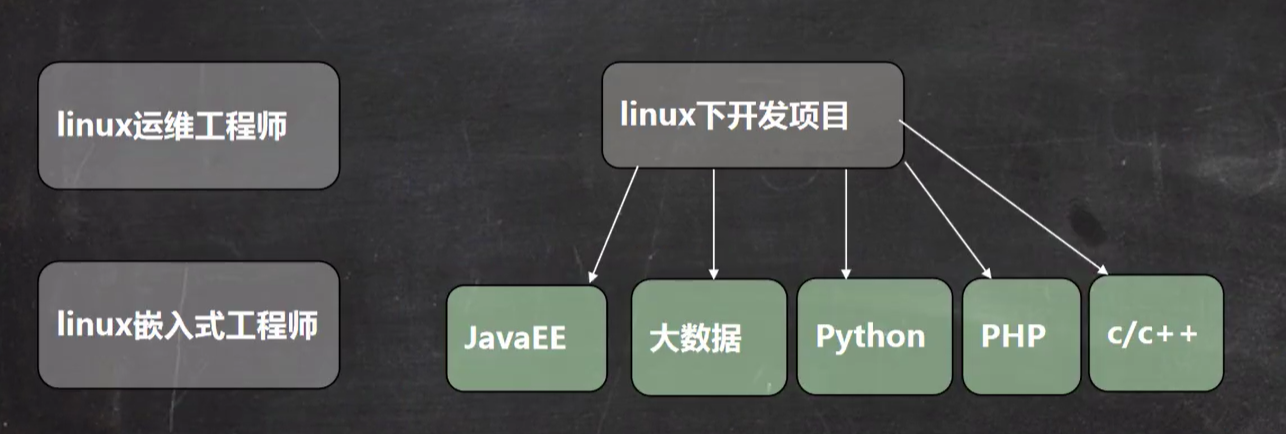 linux运维工程师
linux下开发项目
linux嵌入式工程师
JavaEE
大数据
Python
PHP
c/c++